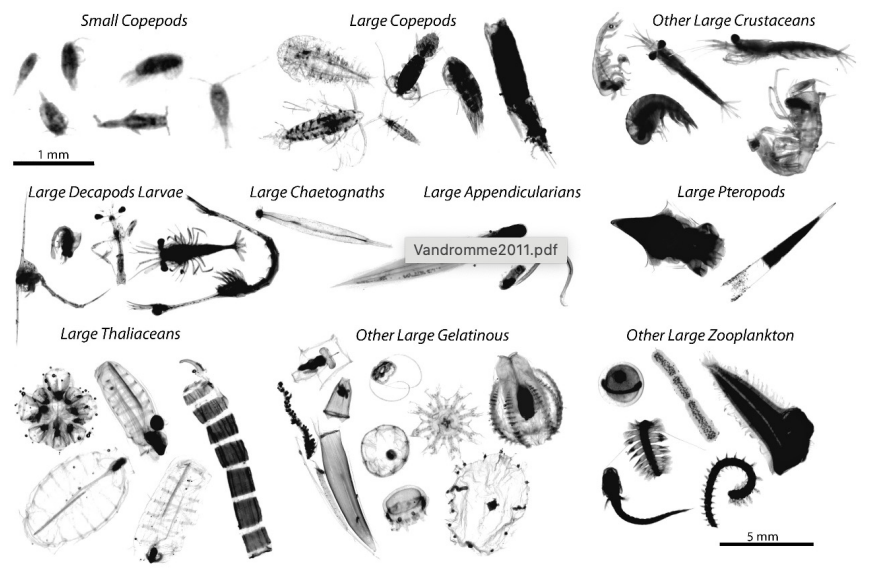 Small Copepods
Large Copepods
Other Large Crustaceans
1 mm
Large Decapods Larvae
Large Chaetognaths
Large Appendicularians
Large Pteropods
Vandromme2011.pdf
Large Thaliaceans
Other Large Gelatinous
Other Large Zooplankton
5 mm